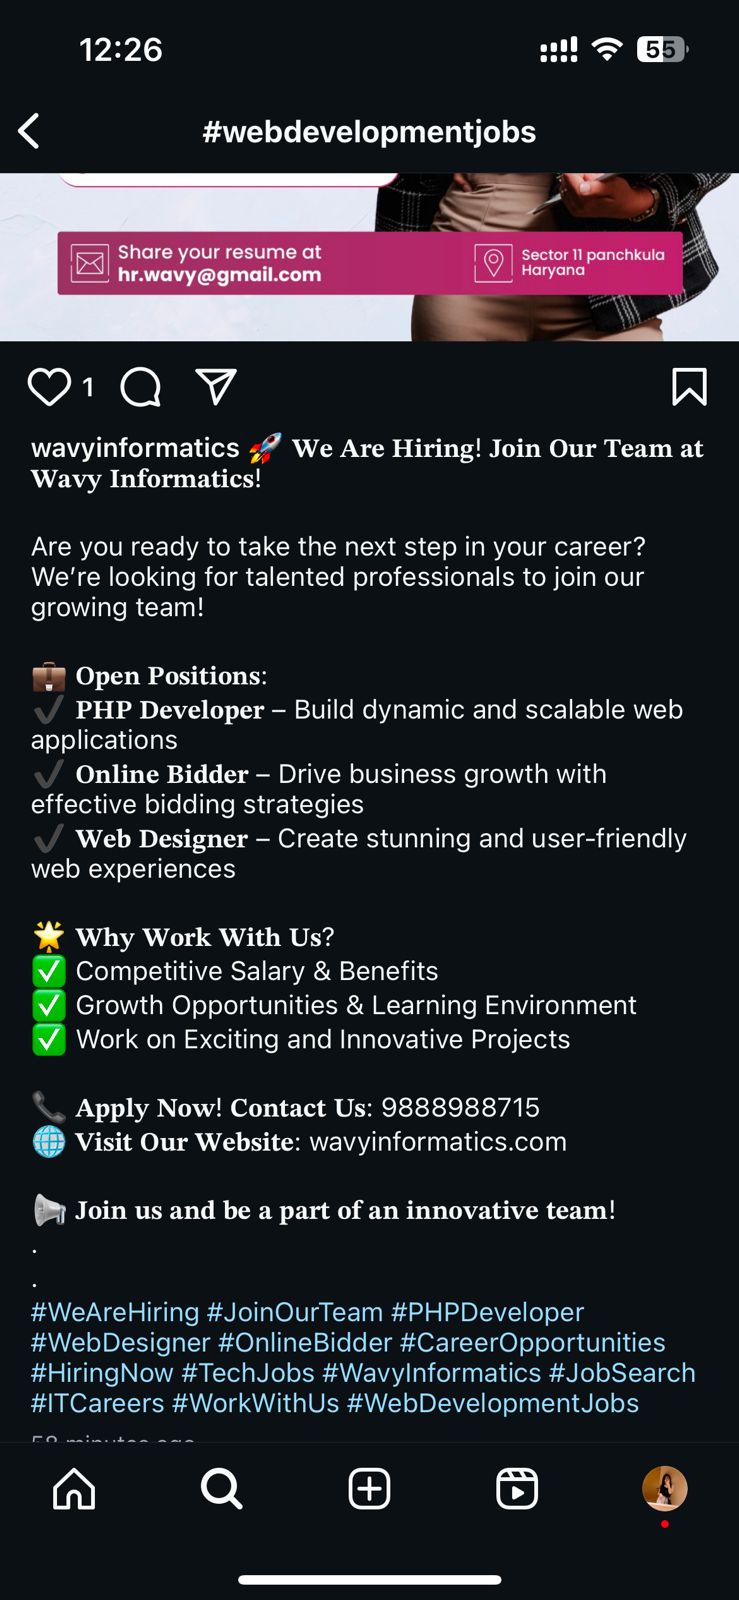 12:26
55
#webdevelopmentjobs
Share your resume at
hr.wavy@gmail.com
Sector 11 panchkula
Haryana
1
wavyinformatics 🚀 We Are Hiring! Join Our Team at
Wavy Informatics!
Are you ready to take the next step in your career?
We’re looking for talented professionals to join our
growing team!
💼 Open Positions:
✔️ PHP Developer – Build dynamic and scalable web
applications
✔️ Online Bidder – Drive business growth with
effective bidding strategies
✔️ Web Designer – Create stunning and user-friendly
web experiences
🌟 Why Work With Us?
✅ Competitive Salary & Benefits
✅ Growth Opportunities & Learning Environment
✅ Work on Exciting and Innovative Projects
📞 Apply Now! Contact Us: 9888988715
🌐 Visit Our Website: wavyinformatics.com
📢 Join us and be a part of an innovative team!
.
.
#WeAreHiring #JoinOurTeam #PHPDeveloper
#WebDesigner #OnlineBidder #CareerOpportunities
#HiringNow #TechJobs #WavyInformatics #JobSearch
#ITCareers #WorkWithUs #WebDevelopmentJobs
58 minutes ago